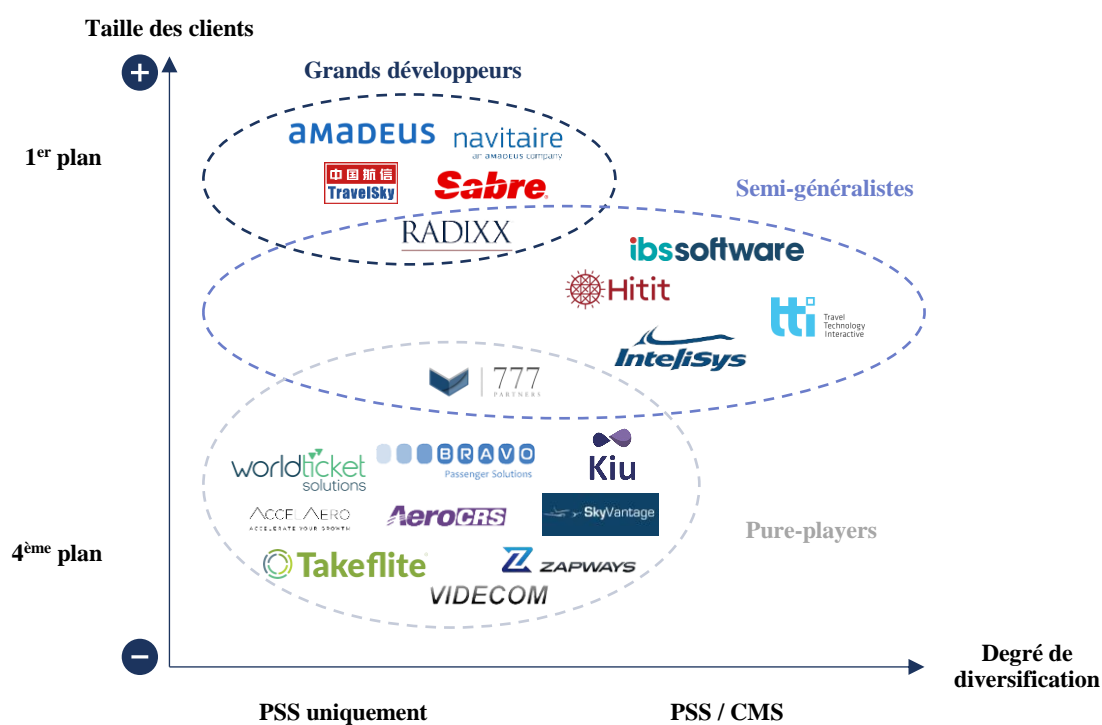 Taille des clients
+
Grands développeurs
amadeus
navitaire
an amadeus company
1er plan
中国航信
TravelSky
Sabre
Semi-généralistes
RADIXX
ibssoftware
Hitit
tti Travel
Technology
Interactive
InteliSys
777
PARTNERS
worldticket
solutions
BRAVO
Passenger Solutions
Kiu
ACCELAERO
ACCELERATE YOUR GROWTH
AeroCRS
SkyVantage
Pure-players
4ème plan
Takeflite
ZAPWAYS
VIDECOM
−
Degré de
diversification
PSS uniquement
PSS / CMS